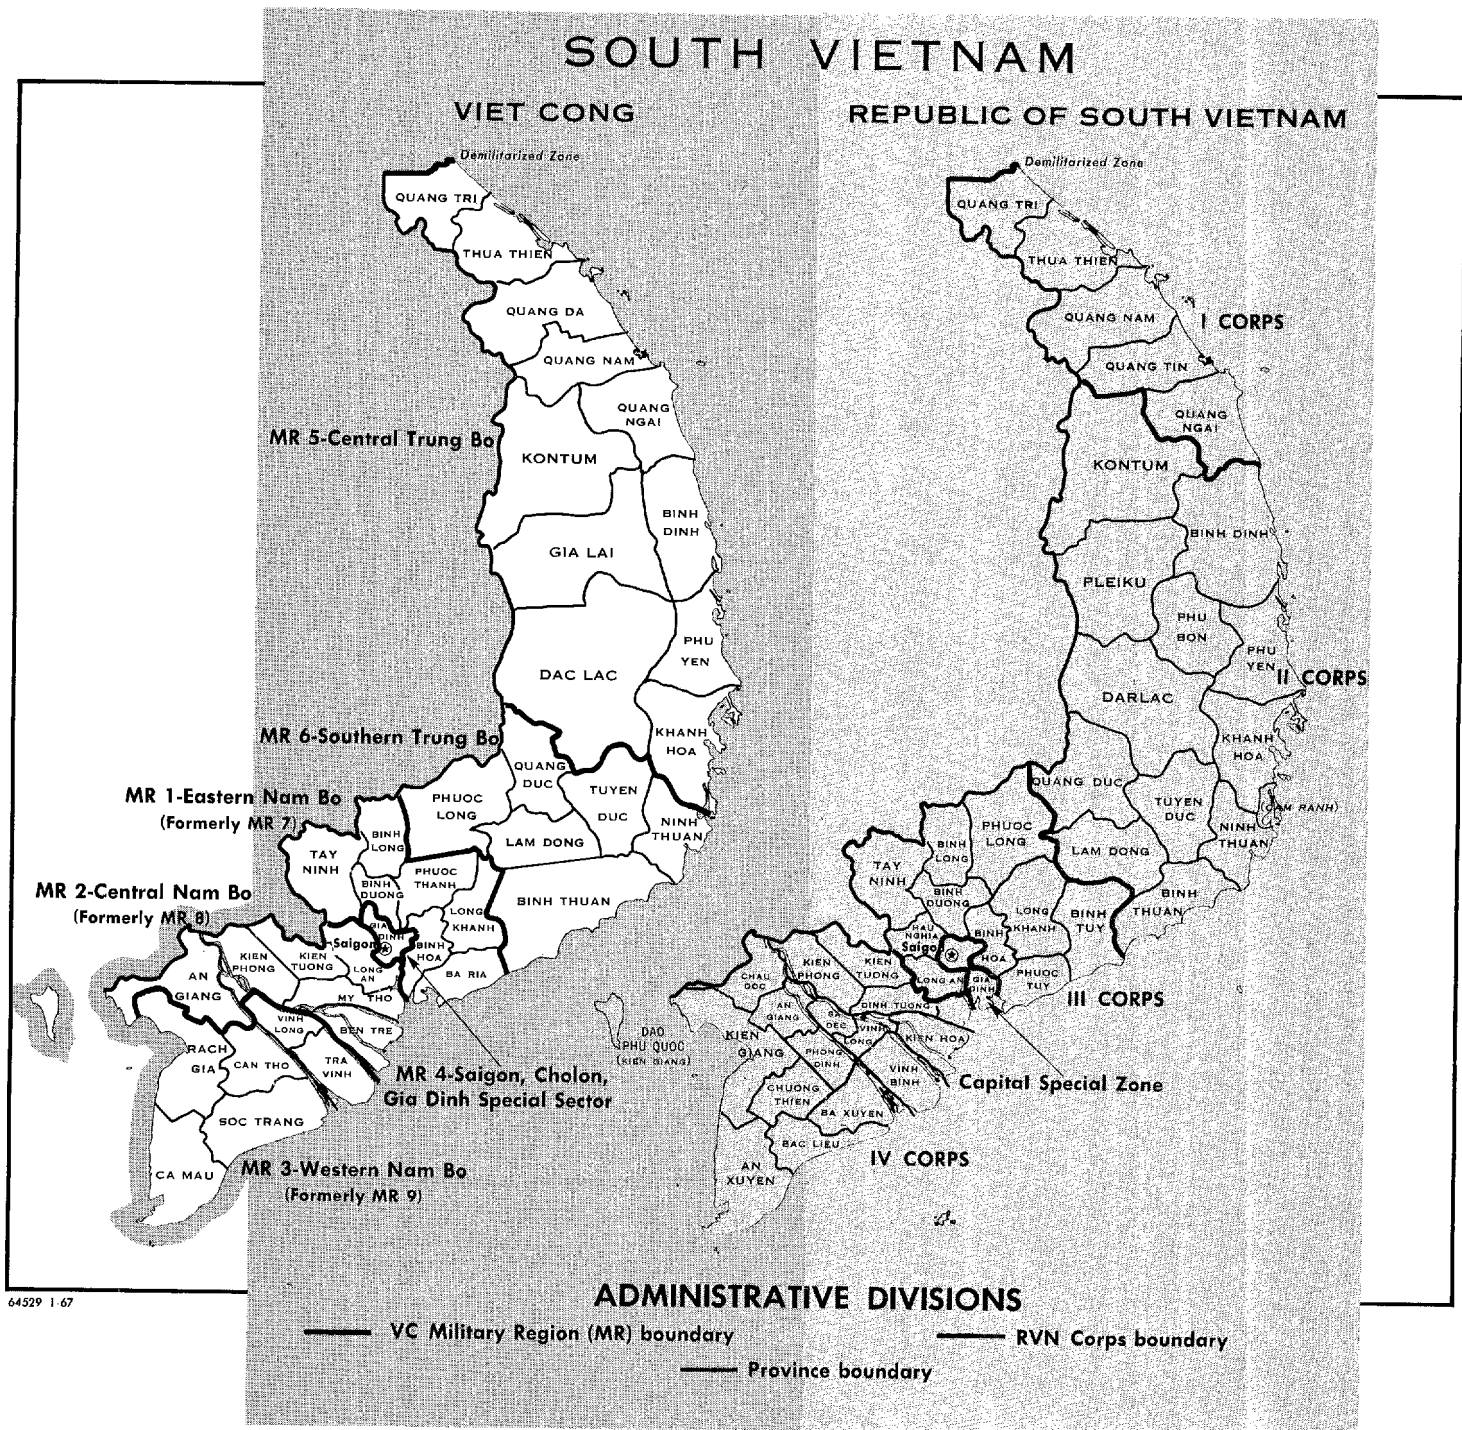 SOUTH VIETNAM
VIET CONG
Demilitarized Zone
QUANG TRI
THUA THIEN
QUANG DA
QUANG NAM
QUANG
NGAI
MR 5-Central Trung Bo
KONTUM
BINH
DINH
GIA LAI
PHU
YEN
DAC LAC
KHANH
HOA
MR 6-Southern Trung Bo
QUANG
DUC
TUYEN
DUC
PHUOC
LONG
NINH
THUAN
LAM DONG
BINH THUAN
MR 1-Eastern Nam Bo
(Formerly MR 7)
BINH
LONG
TAY
NINH
PHUOC
THANH
BINH
DUONG
LONG
KHANH
BINH
HOA
BA RIA
GIA
DINH
Saigon
MR 2-Central Nam Bo
(Formerly MR 8)
KIEN
PHONG
KIEN
TUONG
LONG
AN
AN
GIANG
MY THO
BEN TRE
VINH
LONG
TRA
VINH
RACH
GIA
CAN THO
SOC TRANG
CA MAU
MR 4-Saigon, Cholon,
Gia Dinh Special Sector
MR 3-Western Nam Bo
(Formerly MR 9)
REPUBLIC OF SOUTH VIETNAM
Demilitarized Zone
QUANG TRI
THUA THIEN
QUANG NAM
I CORPS
QUANG TIN
QUANG
NGAI
KONTUM
BINH DINH
PLEIKU
PHU
BON
PHU
YEN
II CORPS
DARLAC
KHANH
HOA
QUANG DUC
TUYEN
DUC
(CAM RANH)
NINH
THUAN
PHUOC
LONG
LAM DONG
BINH
LONG
TAY
NINH
BINH
DUONG
LONG
KHANH
BINH
TUY
BINH
THUAN
HAU
NGHIA
Saigo
BINH
HOA
PHUOC
TUY
LONG AN
GIA
DINH
III CORPS
CHAU
DOC
KIEN
PHONG
KIEN
TUONG
DINH TUONG
AN
GIANG
SA
DEC
VINH
LONG
KIEN HOA
DAO
PHU QUOC
(KIEN GIANG)
KIEN
GIANG
PHONG
DINH
VINH
BINH
Capital Special Zone
CHUONG
THIEN
BA XUYEN
BAC LIEU
IV CORPS
AN
XUYEN
64529 1-67
ADMINISTRATIVE DIVISIONS
VC Military Region (MR) boundary
RVN Corps boundary
Province boundary